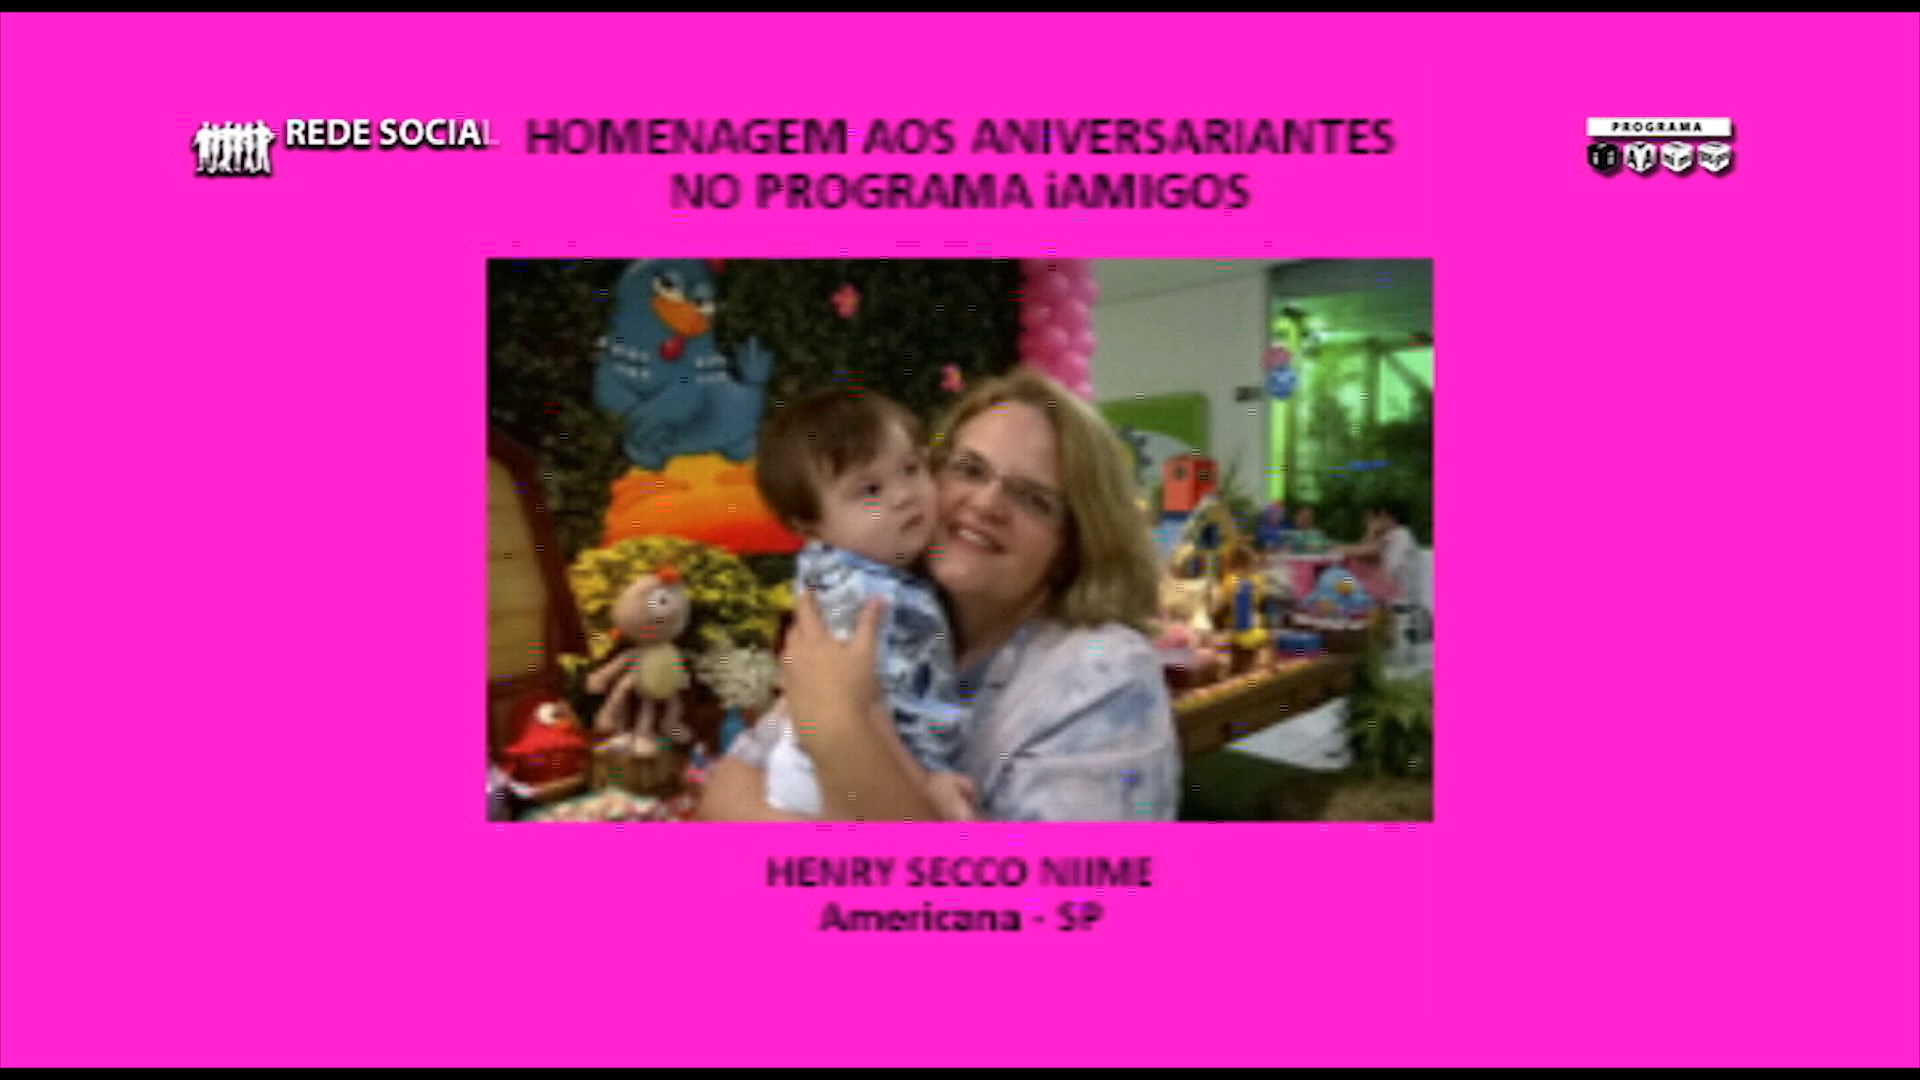 REDE SOCIAL
HOMENAGEM AOS ANIVERSARIANTES
NO PROGRAMA iAMIGOS
PROGRAMA
HENRY SECCO NIIME
Americana - SP